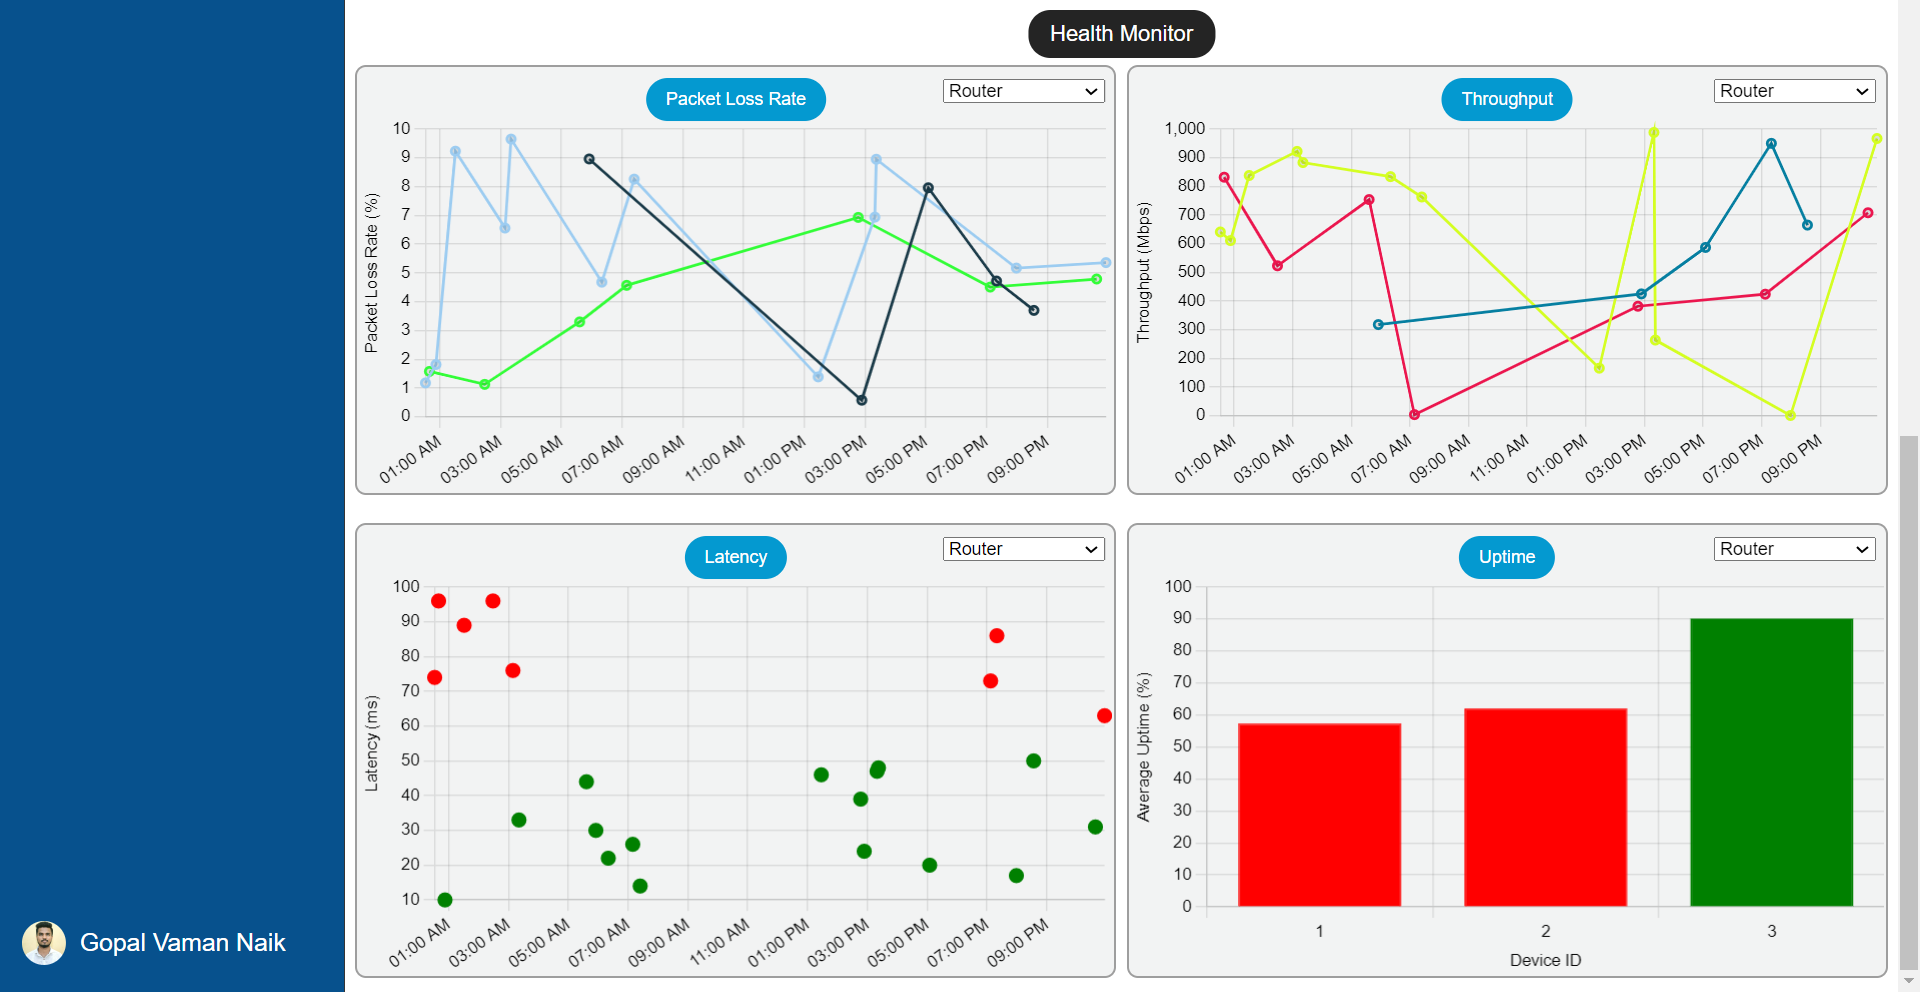 Health Monitor
Packet Loss Rate
Router
10
9
8
7
6
5
4
3
2
1
0
Packet Loss Rate (%)
01:00 AM
03:00 AM
05:00 AM
07:00 AM
09:00 AM
11:00 AM
01:00 PM
03:00 PM
05:00 PM
07:00 PM
09:00 PM
Throughput
Router
1,000
900
800
700
600
500
400
300
200
100
0
Throughput (Mbps)
01:00 AM
03:00 AM
05:00 AM
07:00 AM
09:00 AM
11:00 AM
01:00 PM
03:00 PM
05:00 PM
07:00 PM
09:00 PM
Latency
Router
100
90
80
70
60
50
40
30
20
10
Latency (ms)
01:00 AM
03:00 AM
05:00 AM
07:00 AM
09:00 AM
11:00 AM
01:00 PM
03:00 PM
05:00 PM
07:00 PM
09:00 PM
Uptime
Router
100
90
80
70
60
50
40
30
20
10
0
Average Uptime (%)
1
2
3
Device ID
Gopal Vaman Naik